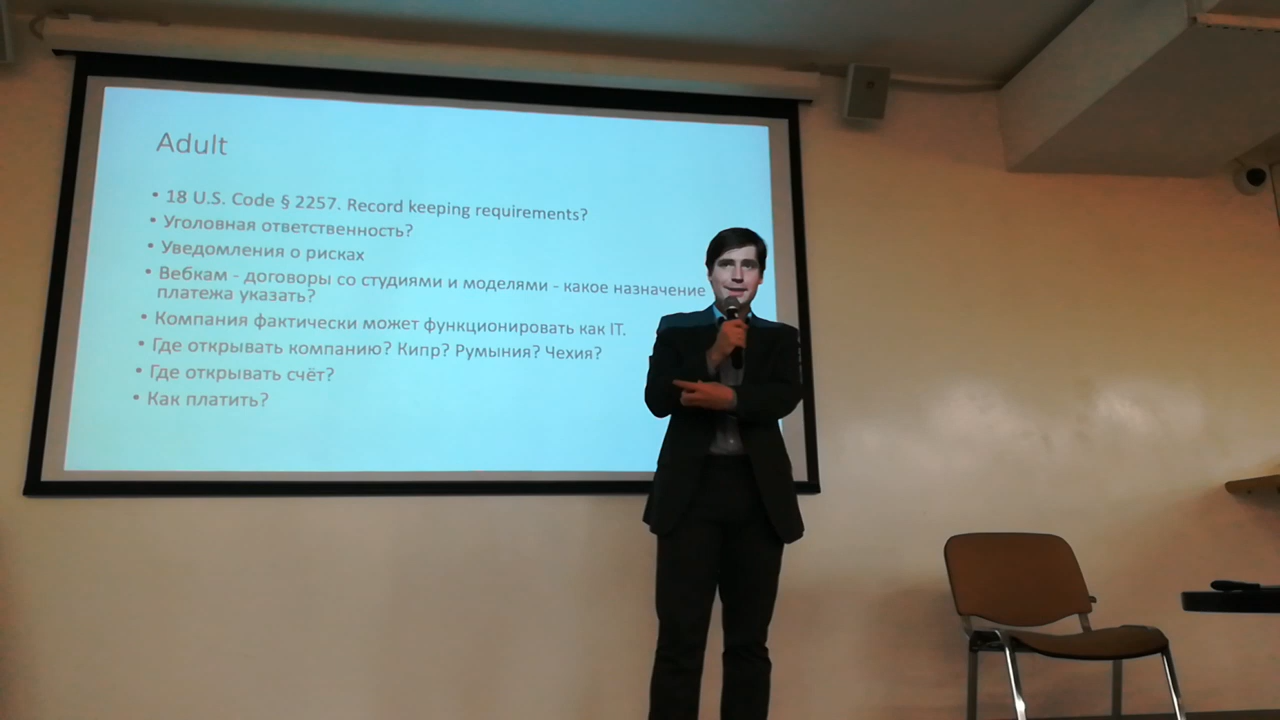 Adult
• 18 U.S. Code § 2257. Record keeping requirements?
• Уголовная ответственность?
• Уведомления о рисках
• Вебкам - договоры со студиями и моделями - какое назначение
платежа указать?
• Компания фактически может функционировать как IT.
• Где открывать компанию? Кипр? Румыния? Чехия?
• Где открывать счёт?
• Как платить?